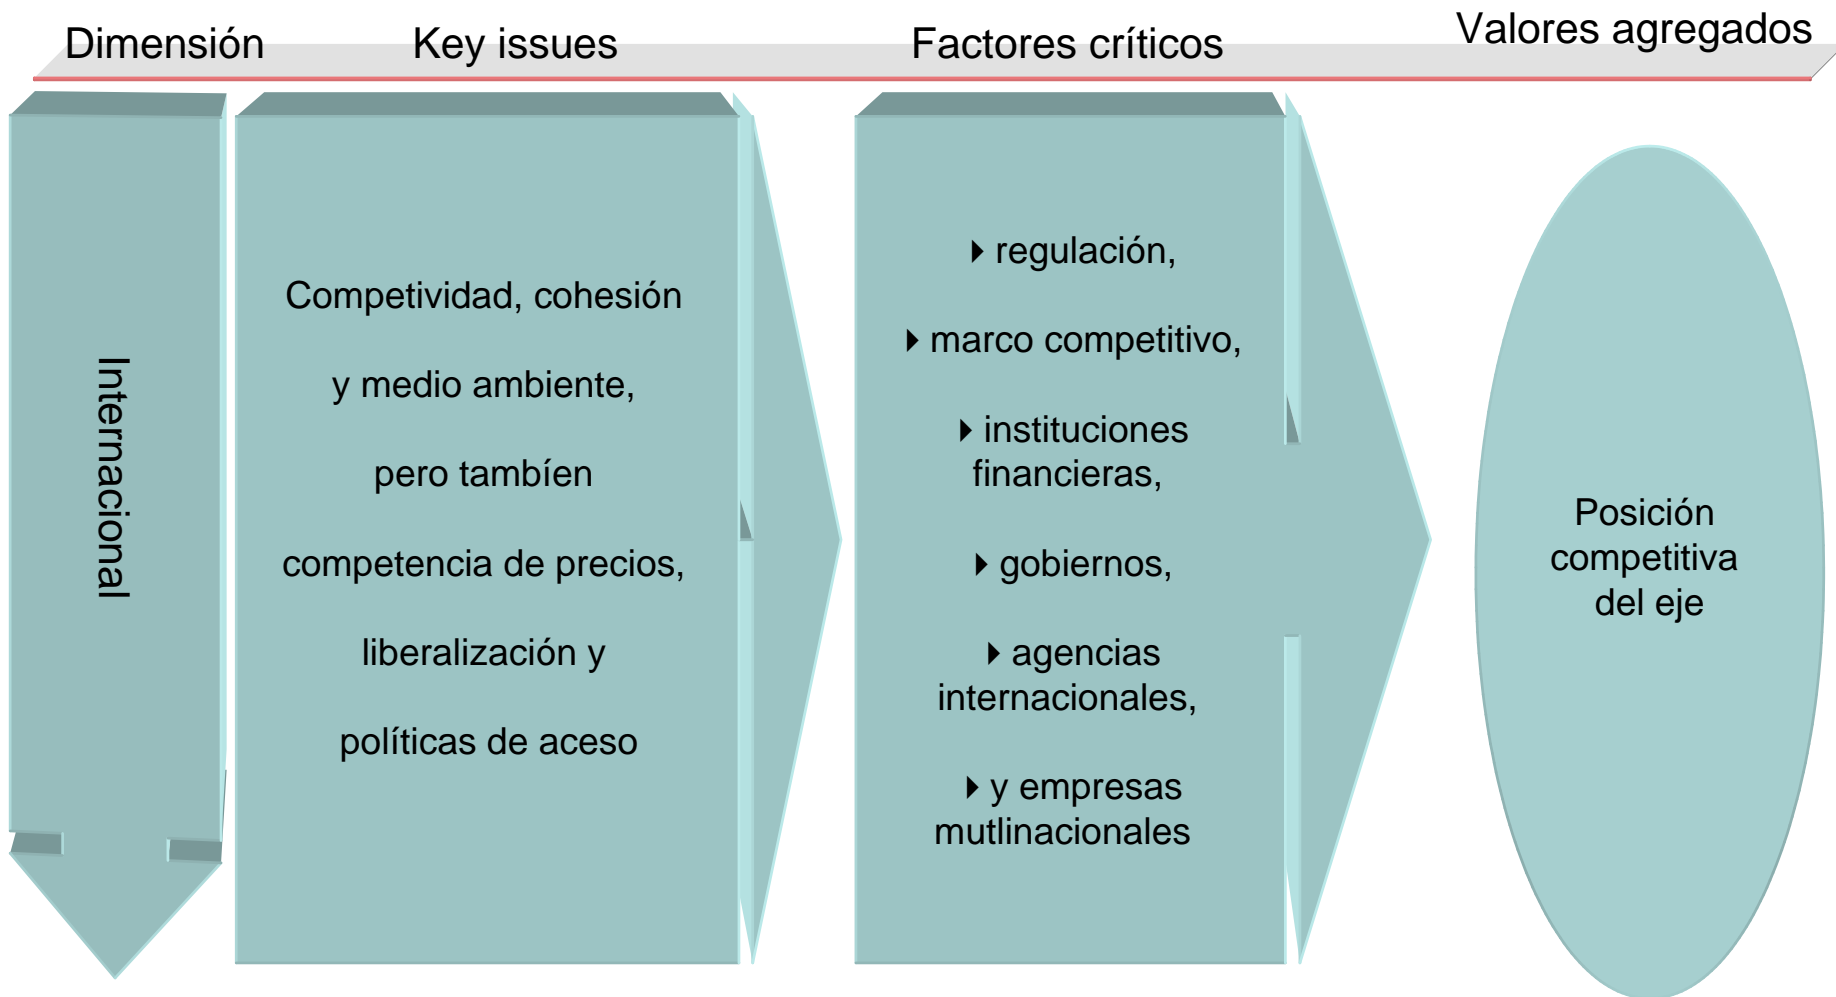 Dimensión
Key issues
Factores críticos
Valores agregados
Internacional
Competividad, cohesión
y medio ambiente,
pero tambíen
competencia de precios,
liberalización y
políticas de aceso
regulación,
marco competitivo,
instituciones
financieras,
gobiernos,
agencias
internacionales,
y empresas
mutlinacionales
Posición
competitiva
del eje